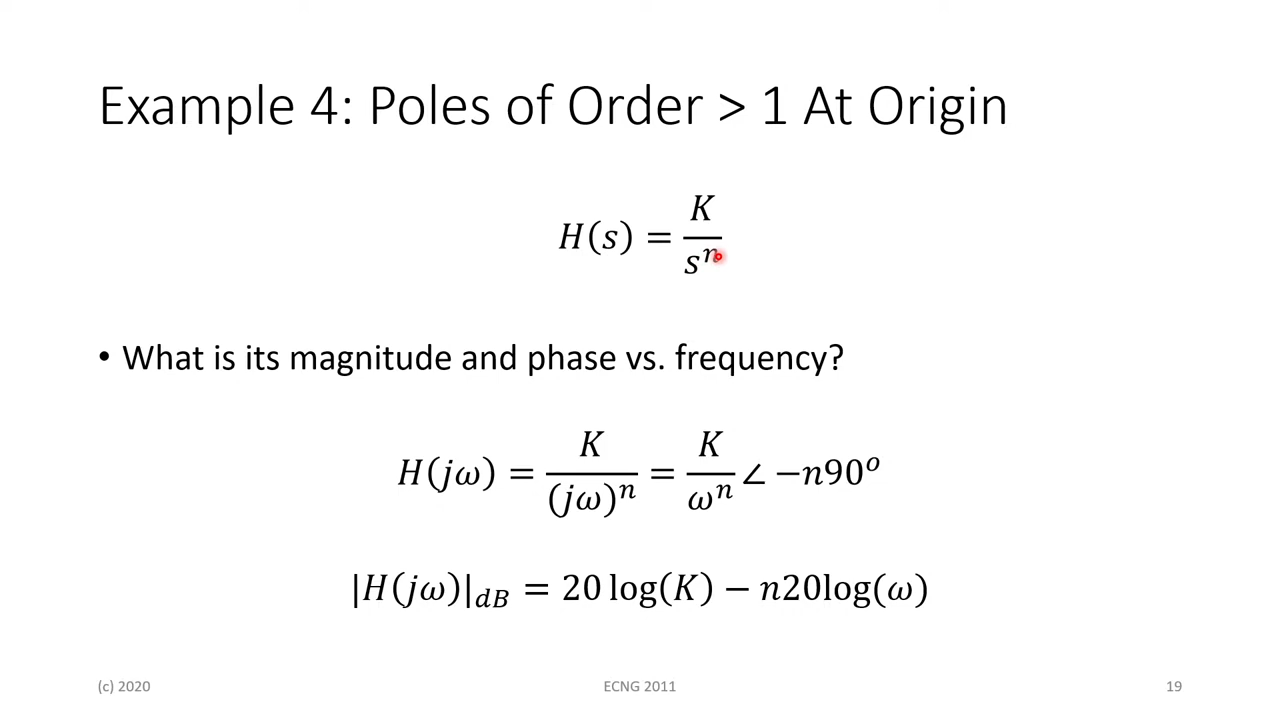 Example 4: Poles of Order > 1 At Origin
H(s) = K/s^n
• What is its magnitude and phase vs. frequency?
H(jω) = K/(jω)^n = K/ω^n ∠ −n90^o
|H(jω)|_dB = 20 log(K) − n20log(ω)
(c) 2020 ECNG 2011 19